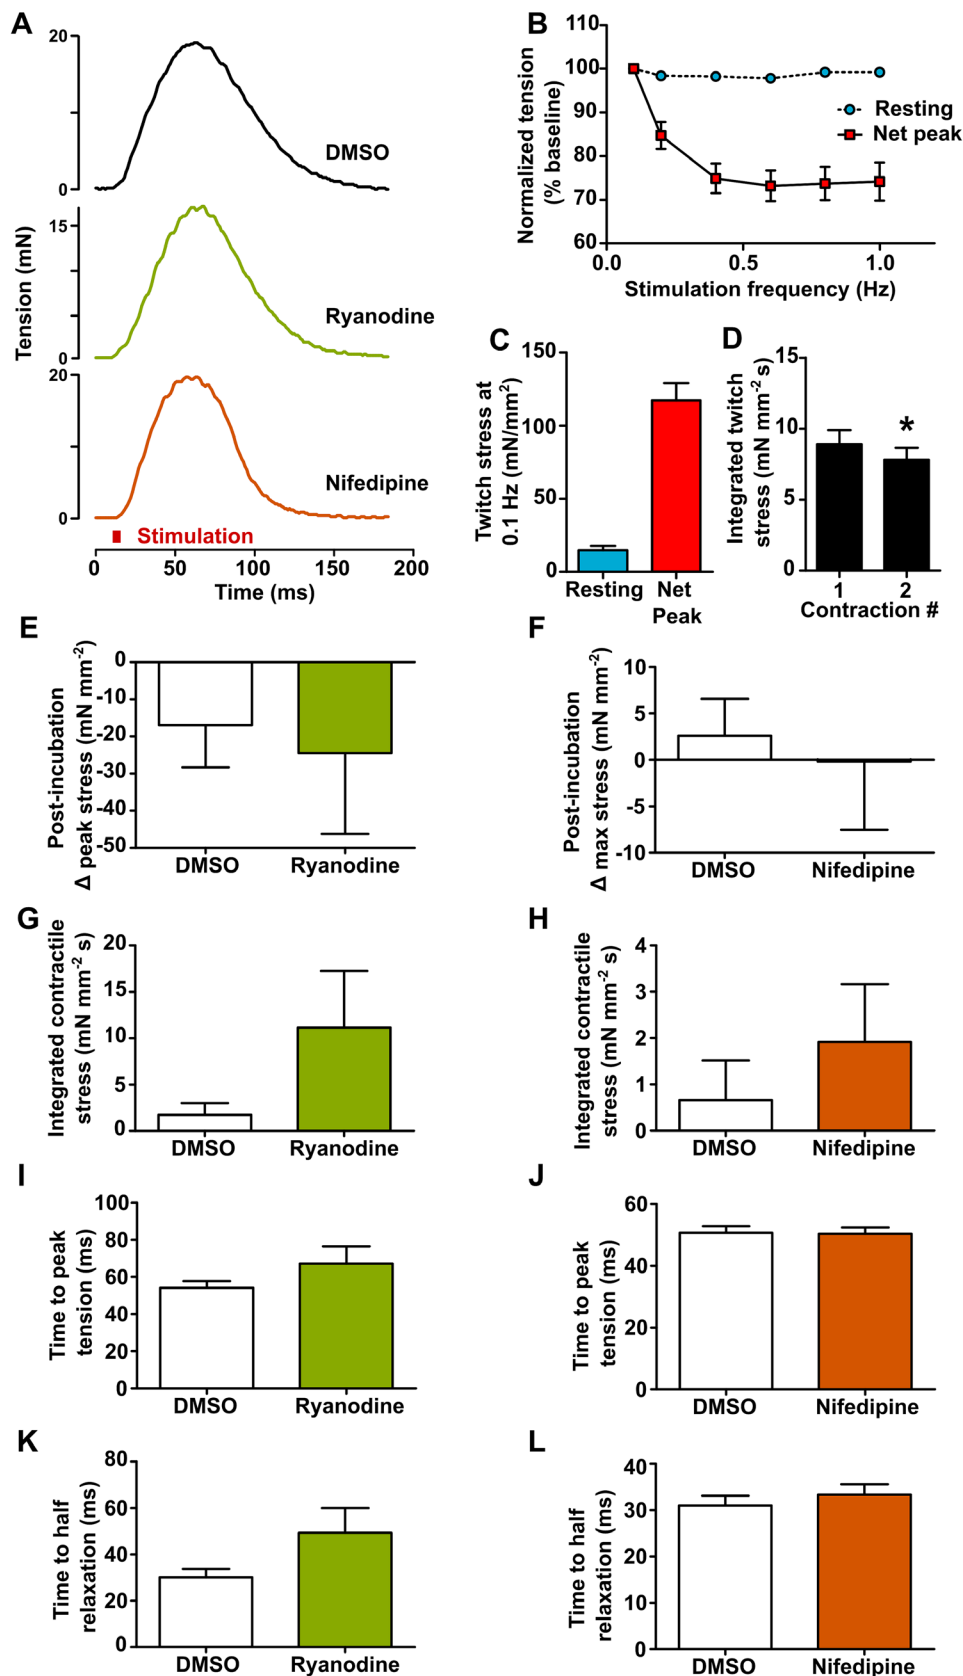 A
Tension (mN)
20
0
DMSO
15
0
Ryanodine
20
0
Nifedipine
Stimulation
0 50 100 150 200
Time (ms)
B
Normalized tension
(% baseline)
110
100
90
80
70
60
Resting
Net peak
0.0 0.5 1.0
Stimulation frequency (Hz)
C
Twitch stress at
0.1 Hz (mN/mm²)
150
100
50
0
Resting Net
Peak
D
Integrated twitch
stress (mN mm⁻² s)
15
10
5
0
*
1 2
Contraction #
E
Post-incubation
Δ peak stress (mN mm⁻²)
0
-10
-20
-30
-40
-50
DMSO Ryanodine
F
Post-incubation
Δ max stress (mN mm⁻²)
10
5
0
-5
-10
DMSO Nifedipine
G
Integrated contractile
stress (mN mm⁻² s)
20
15
10
5
0
DMSO Ryanodine
H
Integrated contractile
stress (mN mm⁻² s)
4
3
2
1
0
DMSO Nifedipine
I
Time to peak
tension (ms)
100
80
60
40
20
0
DMSO Ryanodine
J
Time to peak
tension (ms)
60
40
20
0
DMSO Nifedipine
K
Time to half
relaxation (ms)
80
60
40
20
0
DMSO Ryanodine
L
Time to half
relaxation (ms)
40
30
20
10
0
DMSO Nifedipine